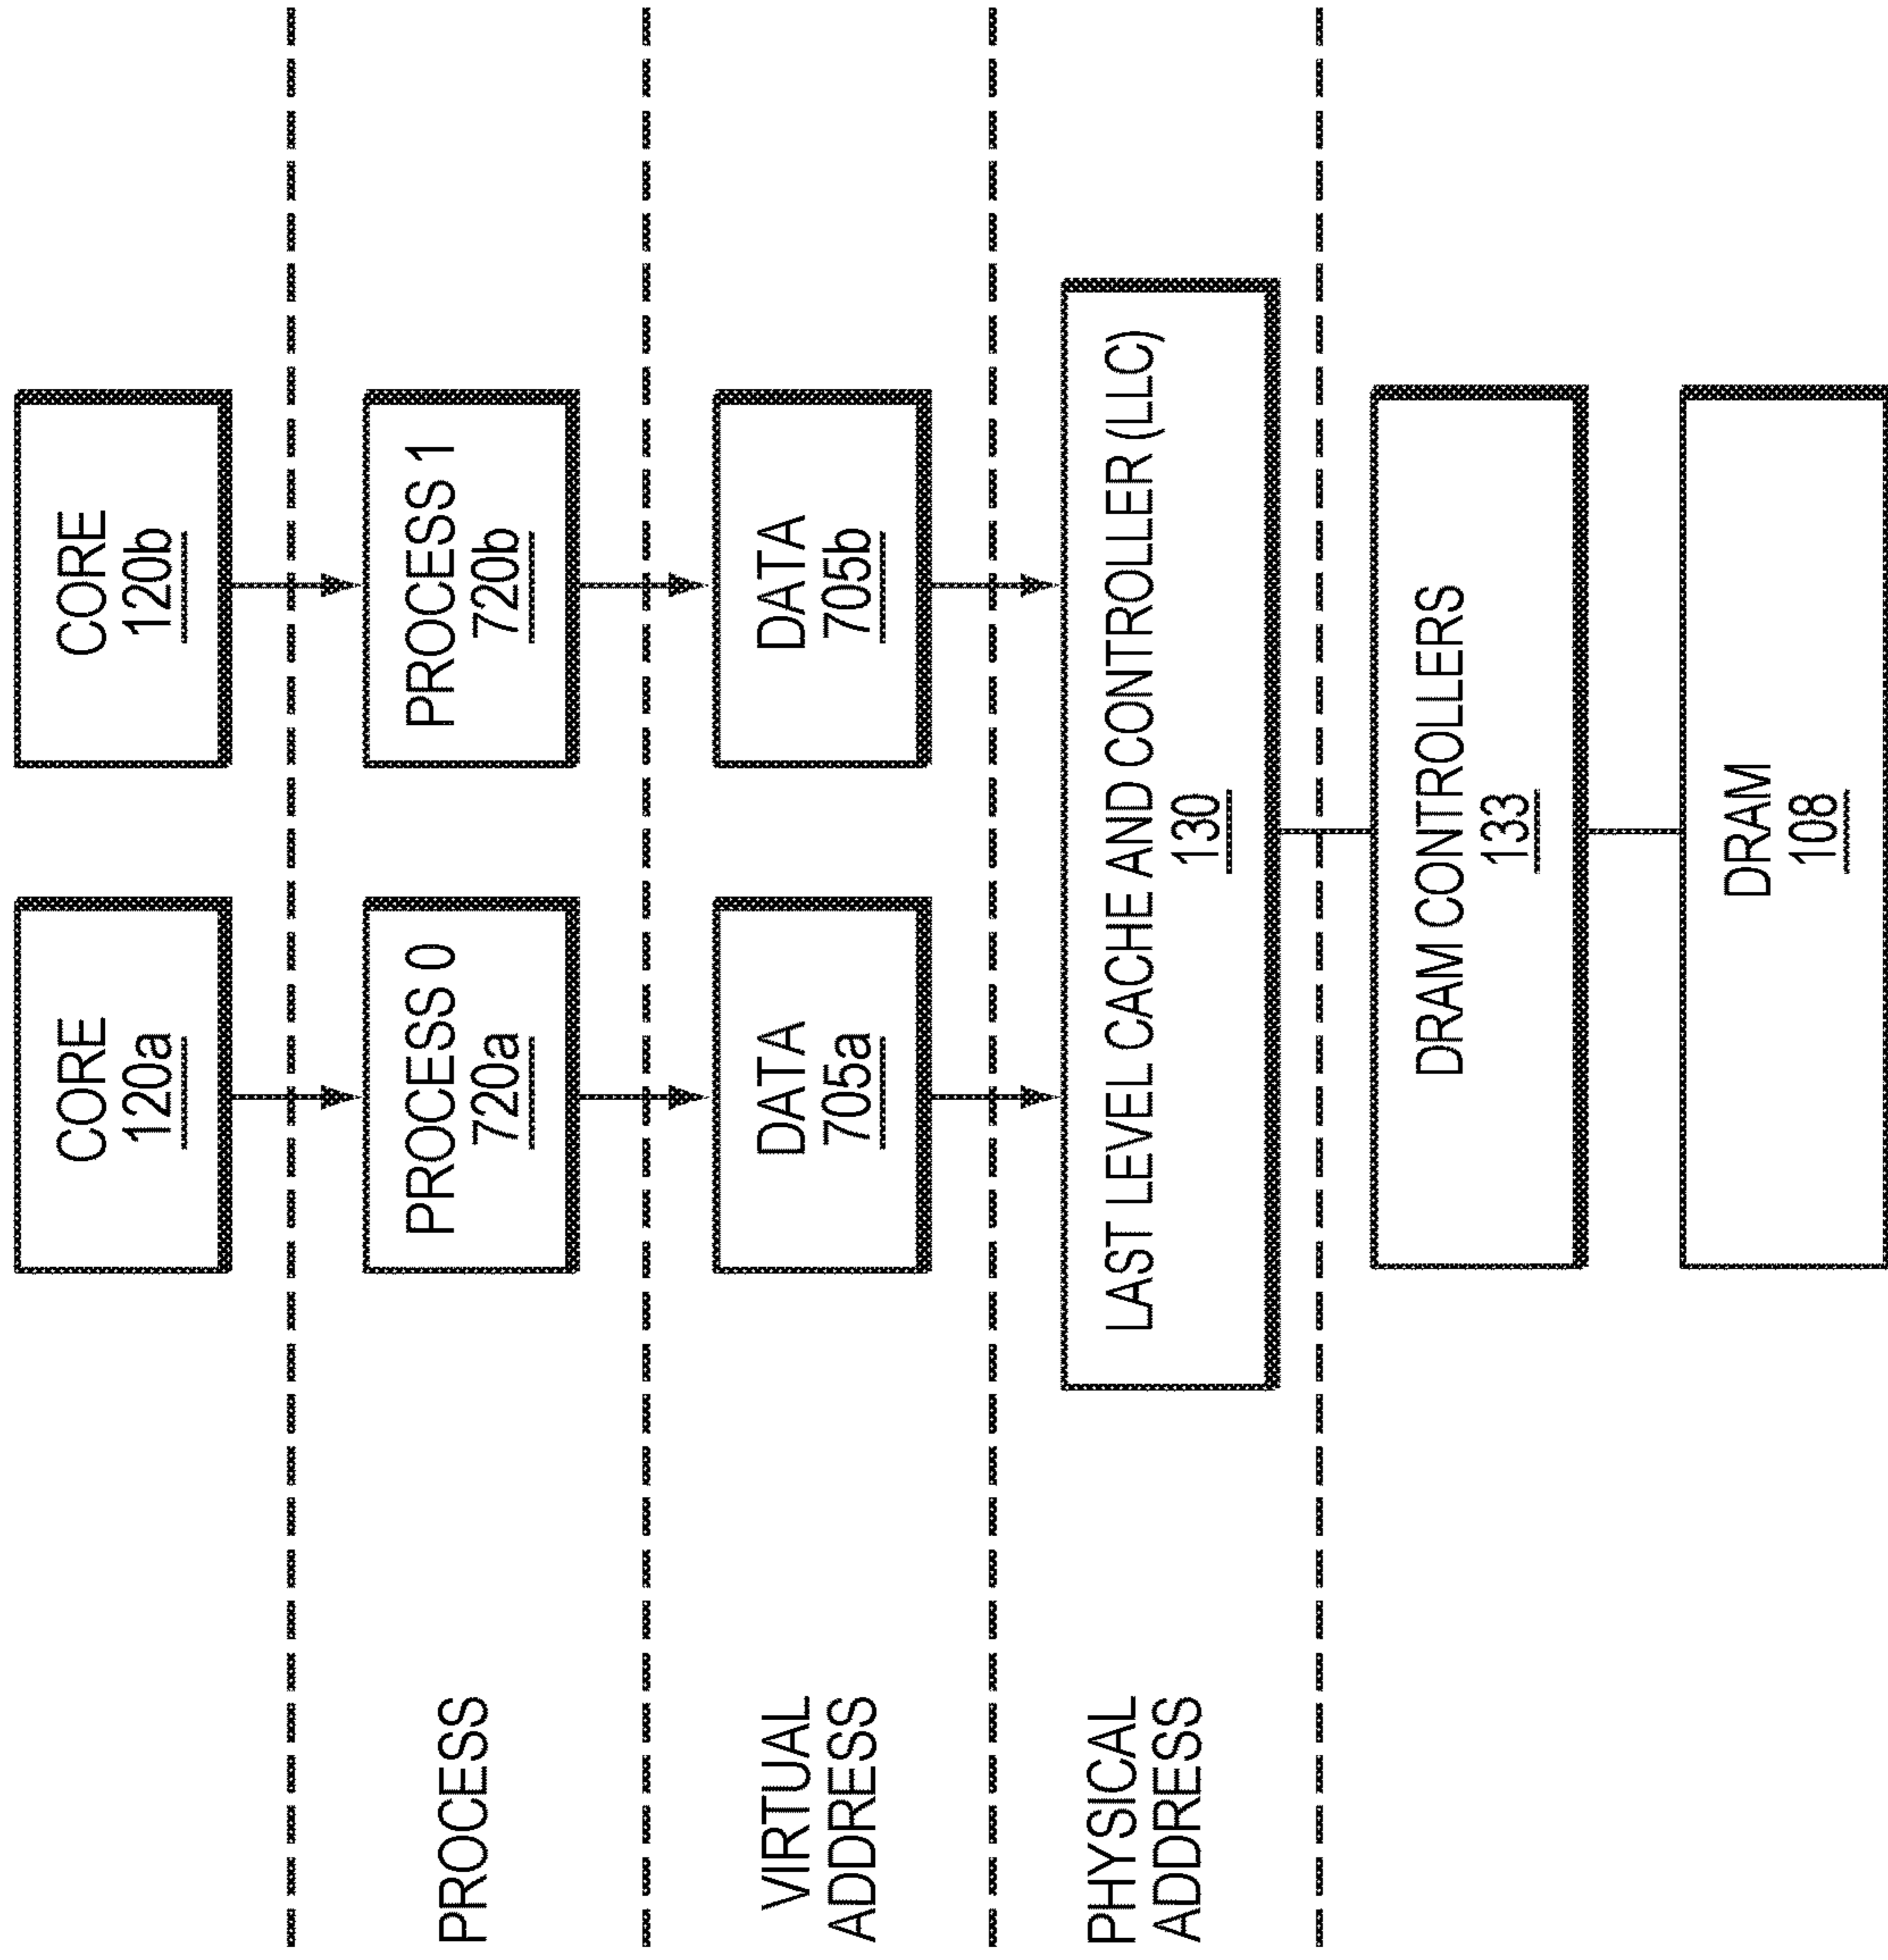 CORE
120a
CORE
120b
PROCESS
PROCESS 0
720a
PROCESS 1
720b
VIRTUAL
ADDRESS
DATA
705a
DATA
705b
PHYSICAL
ADDRESS
LAST LEVEL CACHE AND CONTROLLER (LLC)
130
DRAM CONTROLLERS
133
DRAM
108